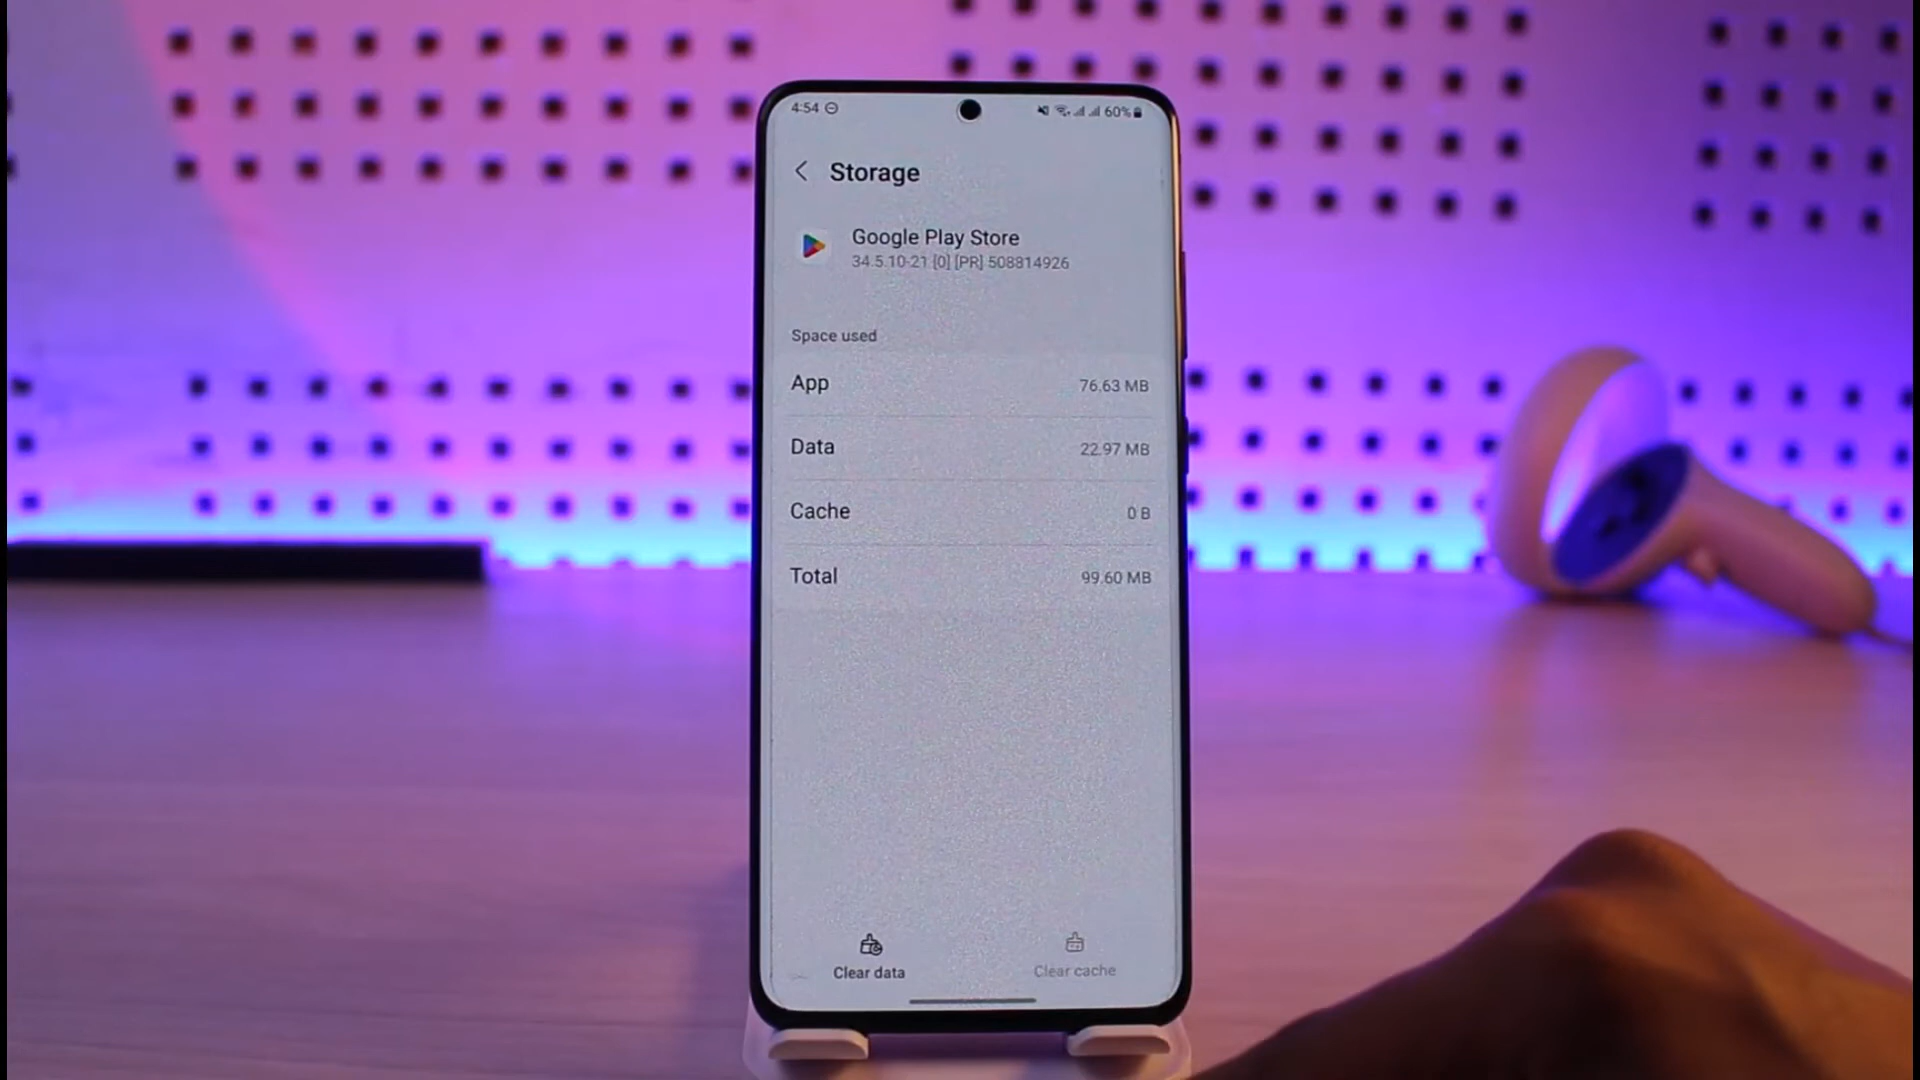 4:54
60%
Storage
Google Play Store
34.5.10-21 [0] [PR] 508814926
Space used
App 76.63 MB
Data 22.97 MB
Cache 0 B
Total 99.60 MB
Clear data Clear cache